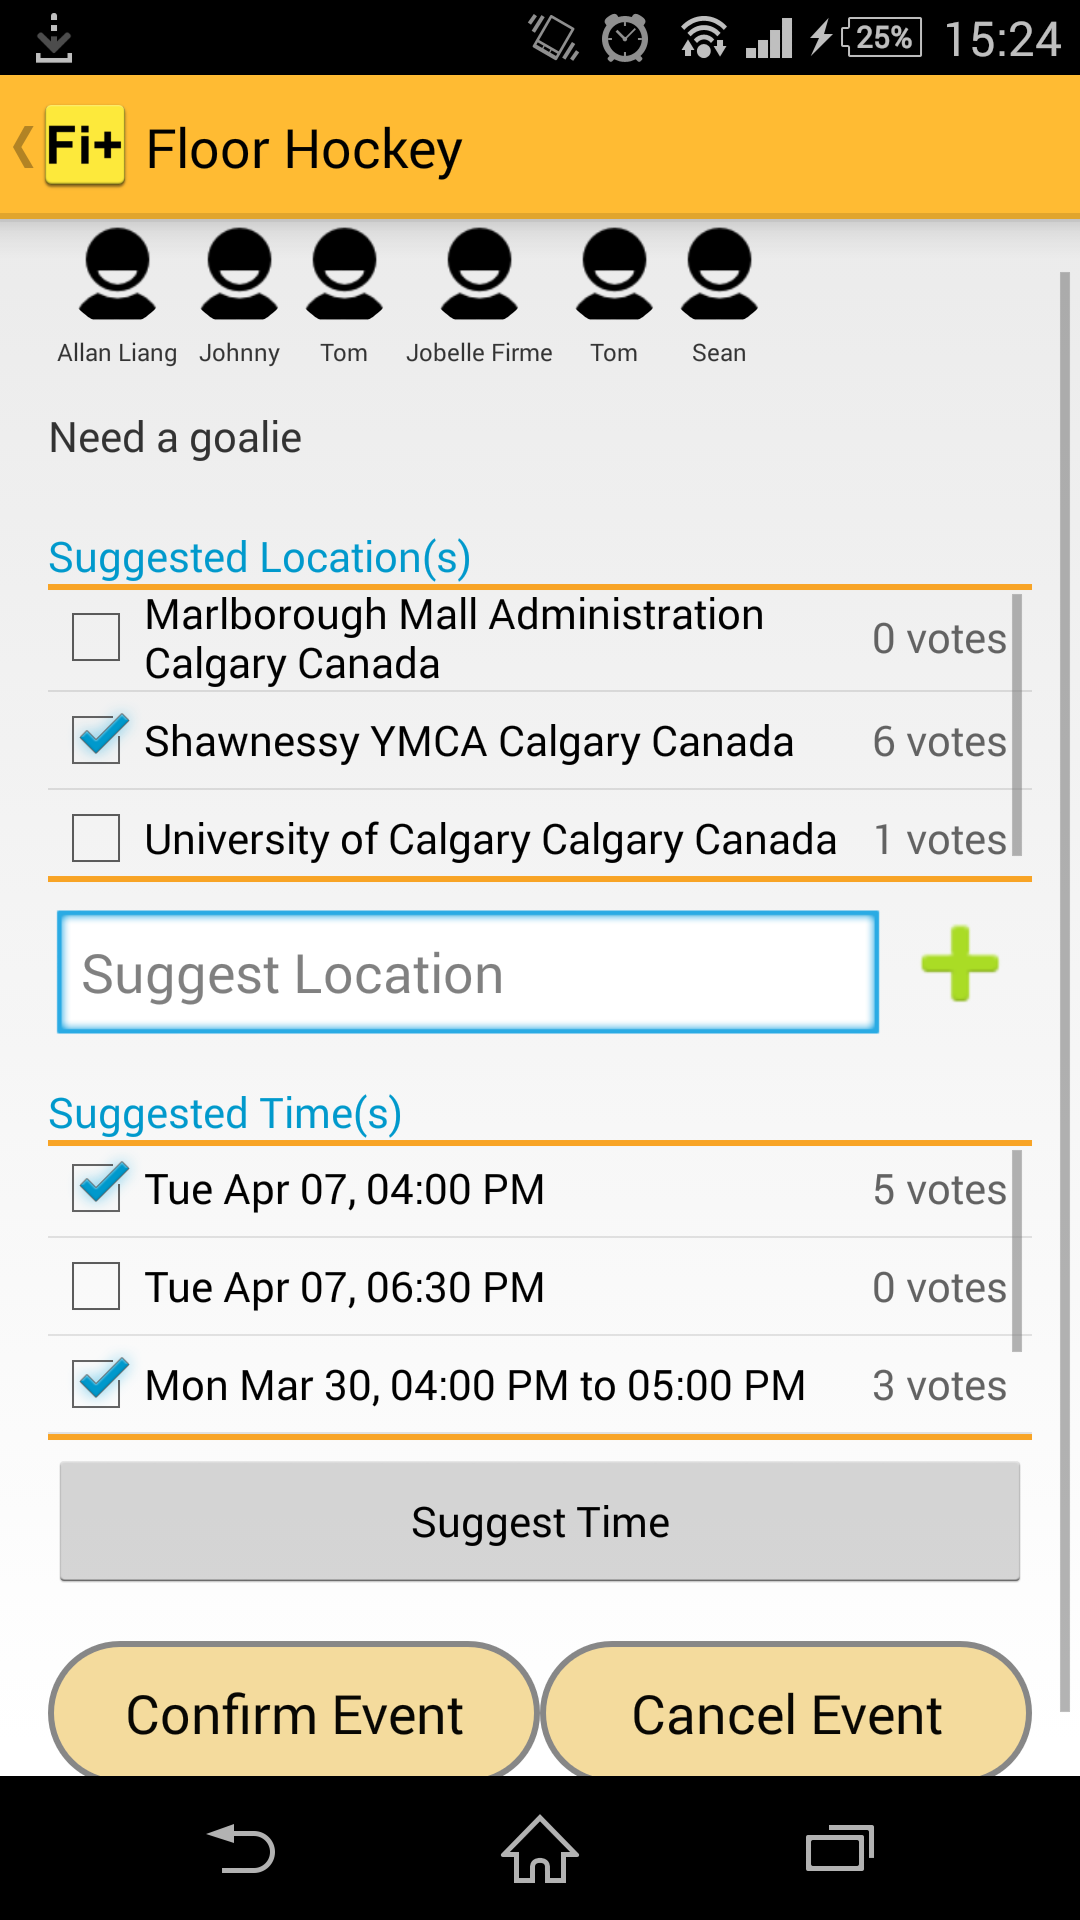 25% 15:24
Fi+ Floor Hockey
Allan Liang Johnny Tom Jobelle Firme Tom Sean
Need a goalie
Suggested Location(s)
Marlborough Mall Administration
Calgary Canada
0 votes
Shawnessy YMCA Calgary Canada 6 votes
University of Calgary Calgary Canada 1 votes
Suggest Location
Suggested Time(s)
Tue Apr 07, 04:00 PM 5 votes
Tue Apr 07, 06:30 PM 0 votes
Mon Mar 30, 04:00 PM to 05:00 PM 3 votes
Suggest Time
Confirm Event Cancel Event